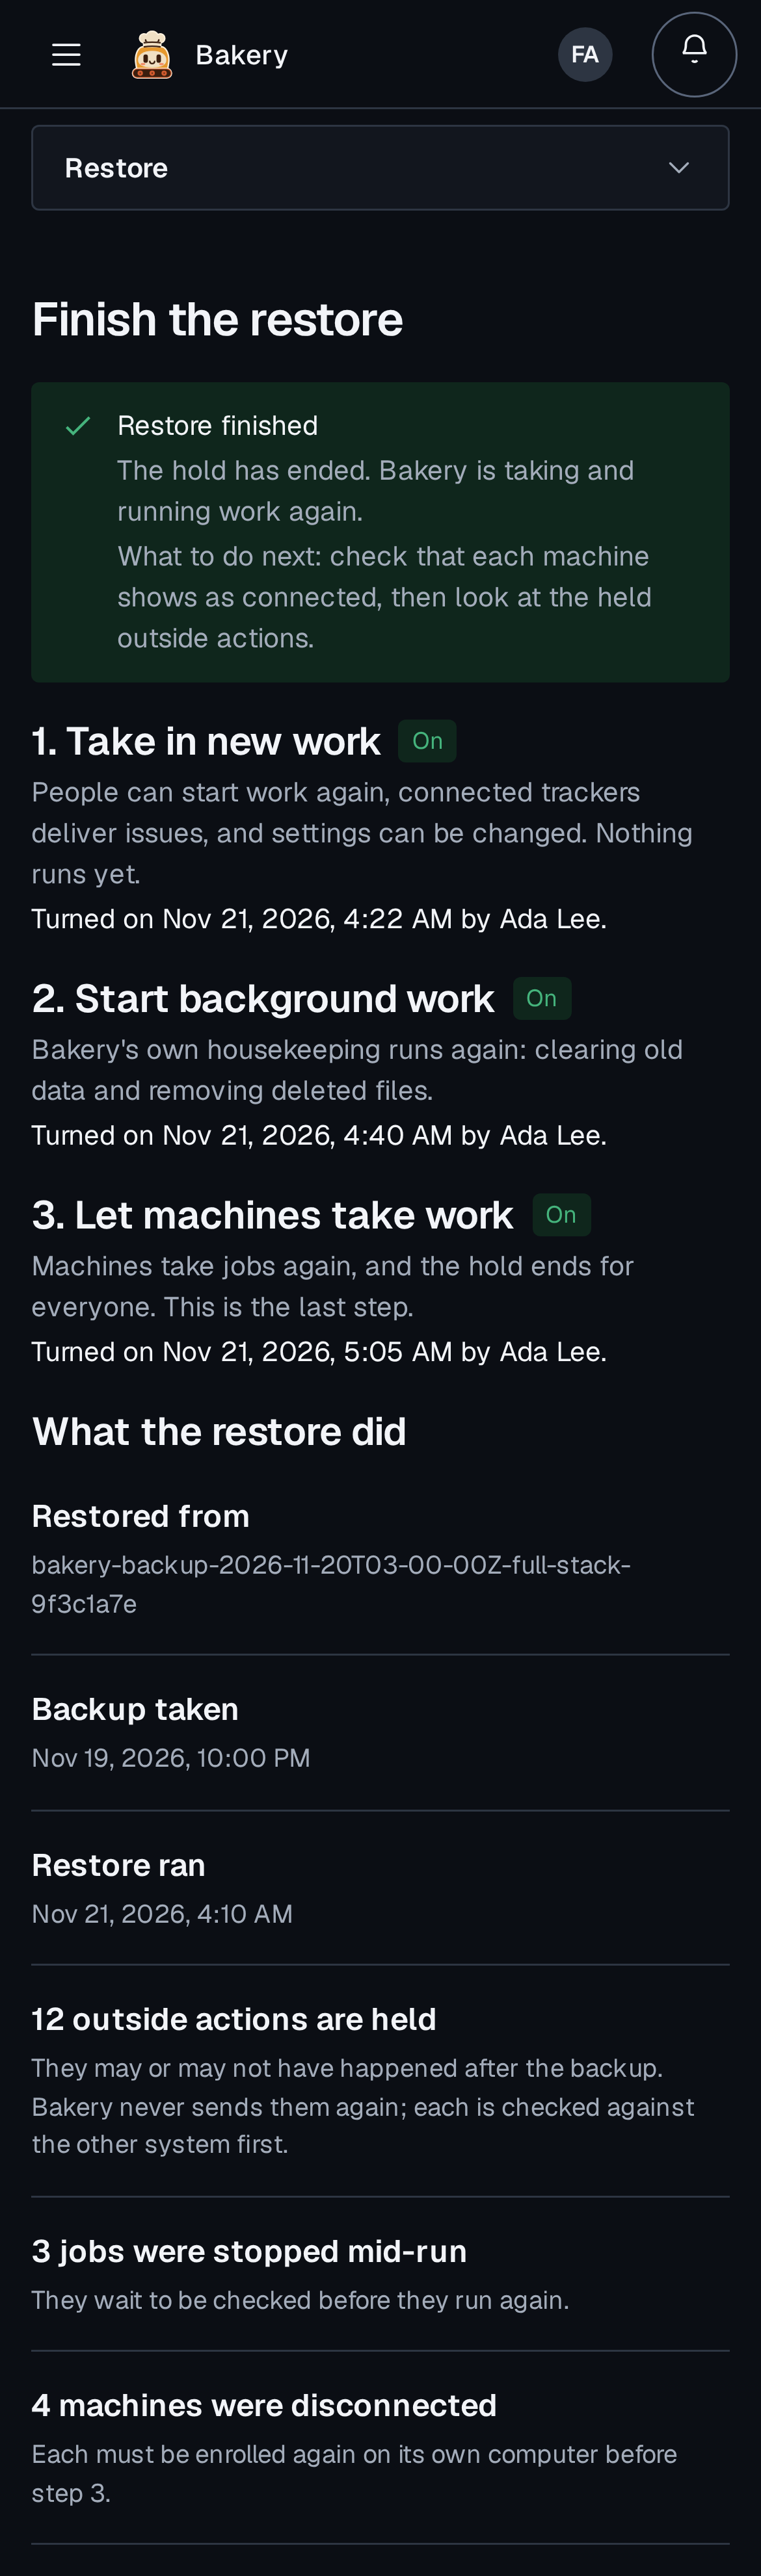 Bakery
FA
Restore
Finish the restore
Restore finished
The hold has ended. Bakery is taking and
running work again.
What to do next: check that each machine
shows as connected, then look at the held
outside actions.
1. Take in new work On
People can start work again, connected trackers
deliver issues, and settings can be changed. Nothing
runs yet.
Turned on Nov 21, 2026, 4:22 AM by Ada Lee.
2. Start background work On
Bakery's own housekeeping runs again: clearing old
data and removing deleted files.
Turned on Nov 21, 2026, 4:40 AM by Ada Lee.
3. Let machines take work On
Machines take jobs again, and the hold ends for
everyone. This is the last step.
Turned on Nov 21, 2026, 5:05 AM by Ada Lee.
What the restore did
Restored from
bakery-backup-2026-11-20T03-00-00Z-full-stack-
9f3c1a7e
Backup taken
Nov 19, 2026, 10:00 PM
Restore ran
Nov 21, 2026, 4:10 AM
12 outside actions are held
They may or may not have happened after the backup.
Bakery never sends them again; each is checked against
the other system first.
3 jobs were stopped mid-run
They wait to be checked before they run again.
4 machines were disconnected
Each must be enrolled again on its own computer before
step 3.